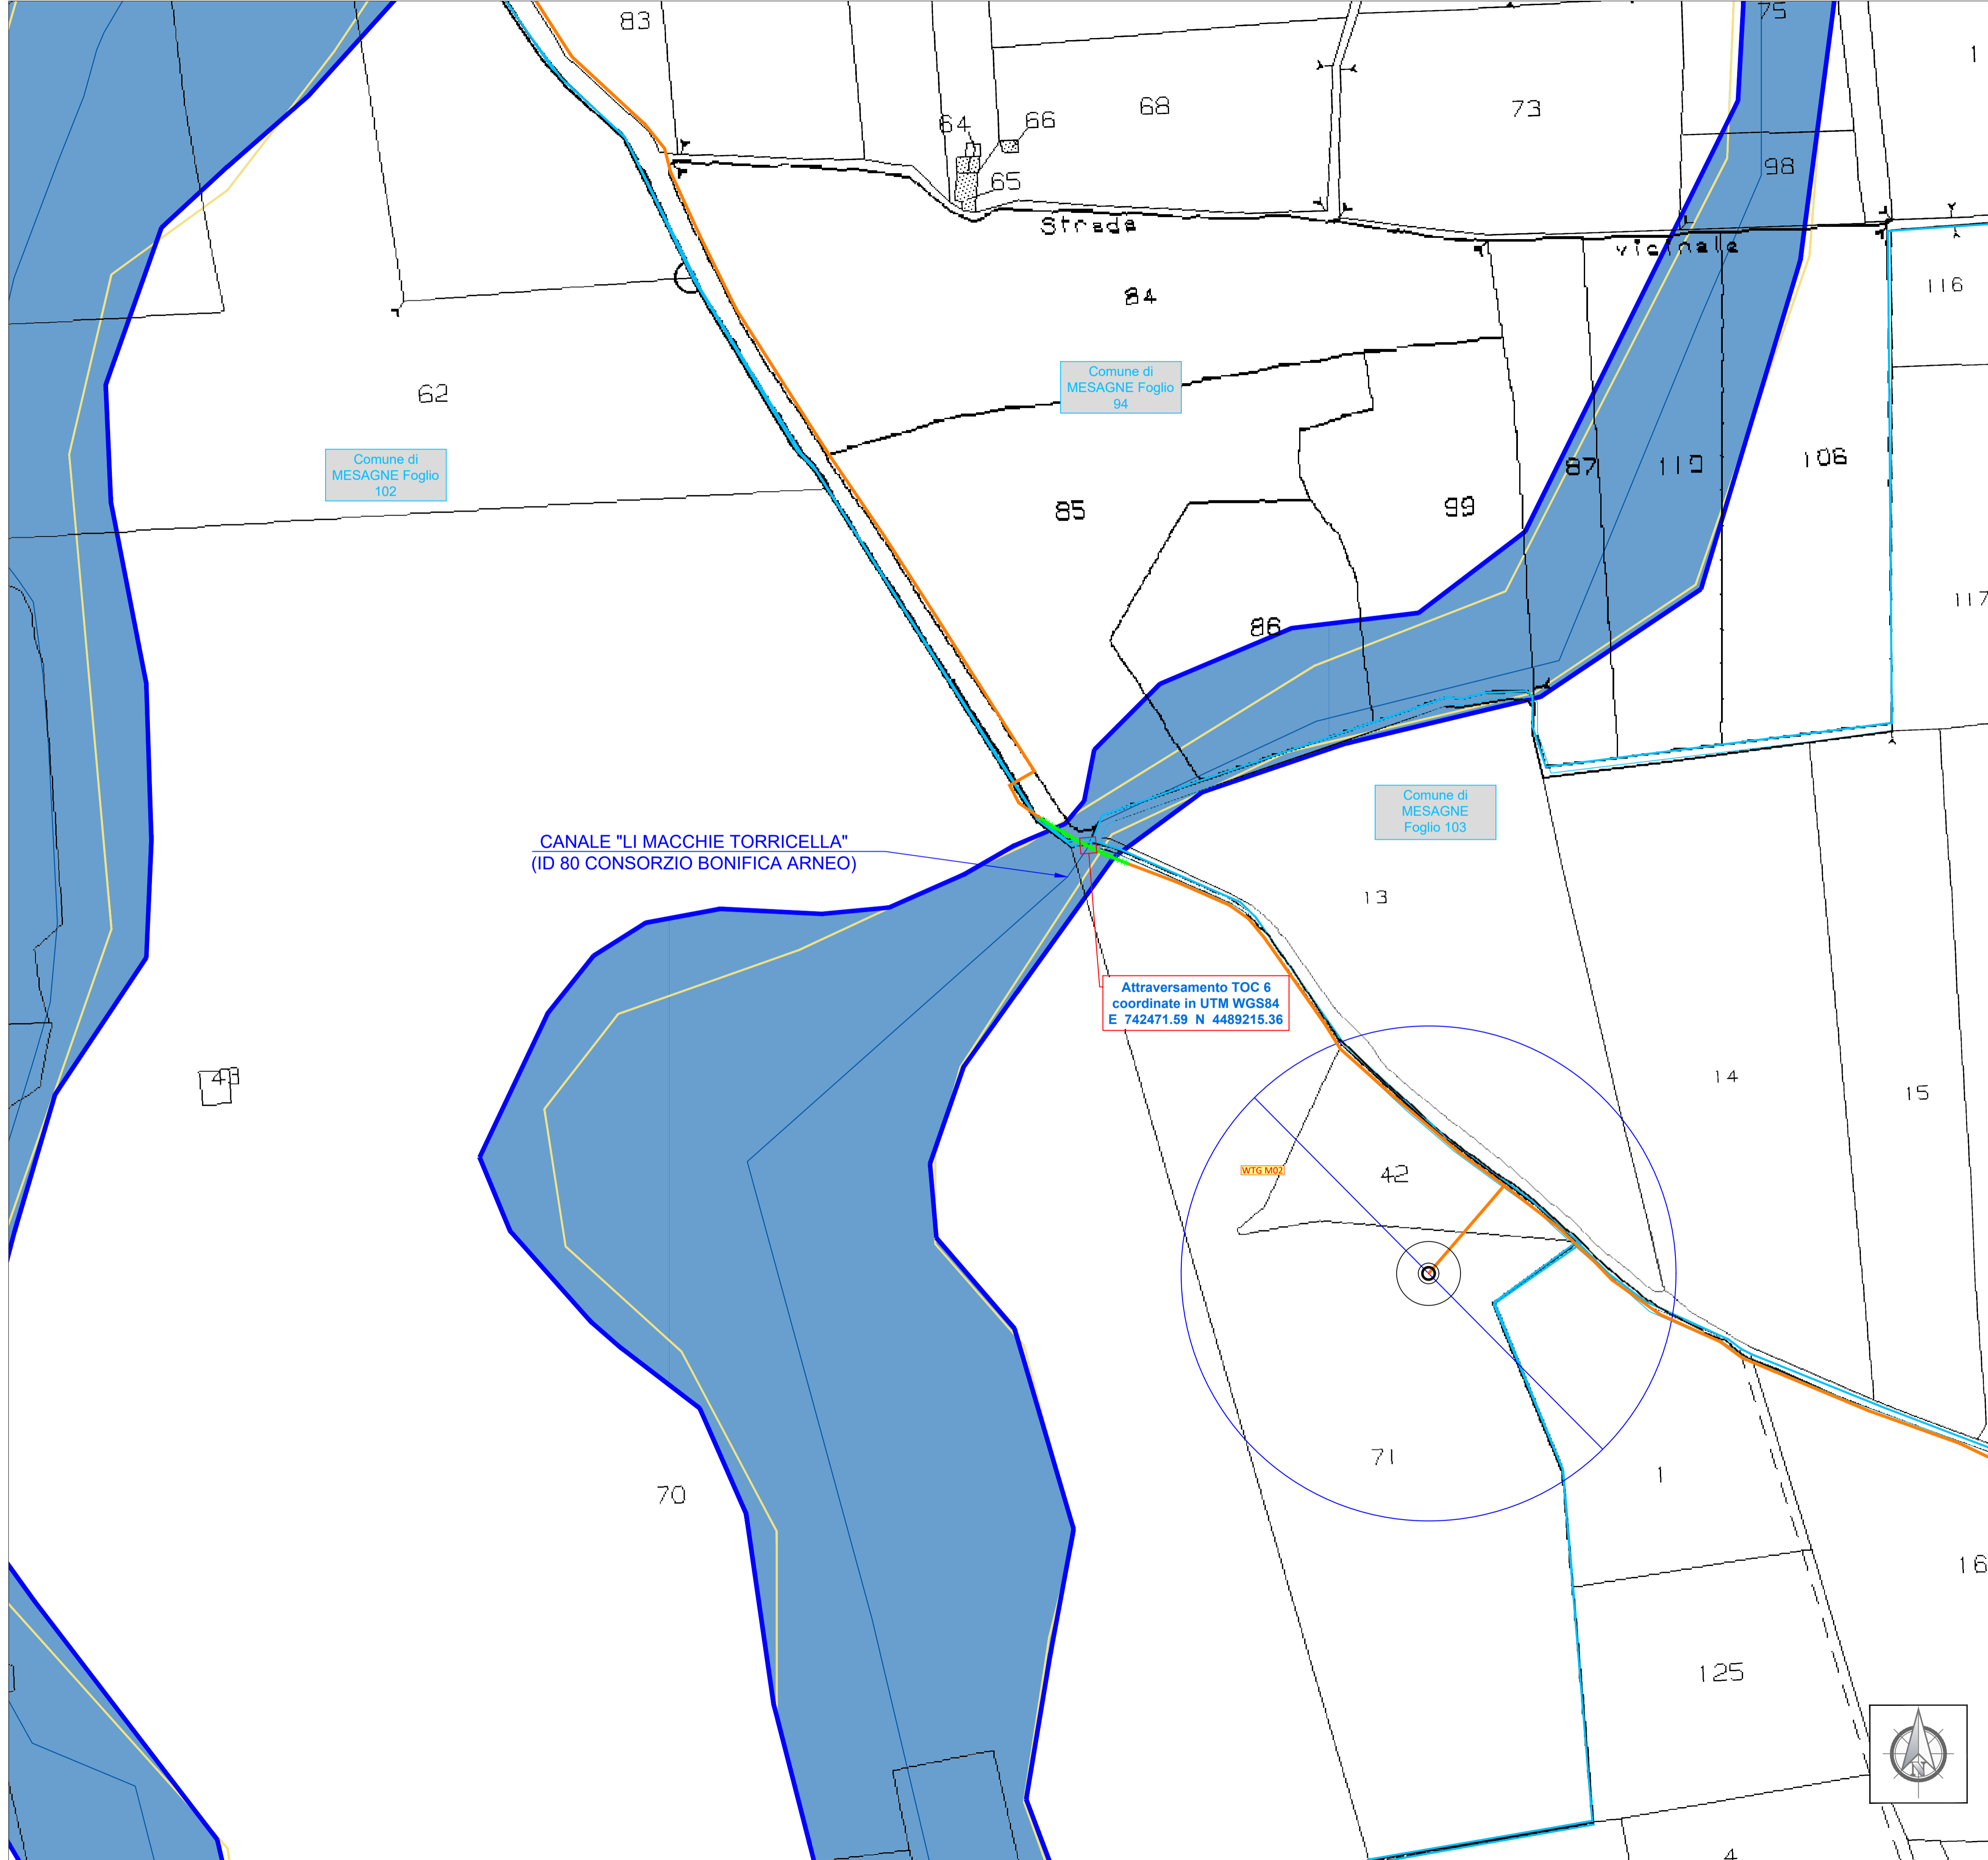 83
75
1
68
73
64
66
65
98
Strada
vicinale
84
116
Comune di
MESAGNE Foglio
94
62
Comune di
MESAGNE Foglio
102
85
99
87
110
106
117
86
Comune di
MESAGNE
Foglio 103
CANALE "LI MACCHIE TORRICELLA"
(ID 80 CONSORZIO BONIFICA ARNEO)
13
Attraversamento TOC 6
coordinate in UTM WGS84
E 742471.59 N 4489215.36
43
14
15
WTG M02
42
71
1
70
16
125
N
4